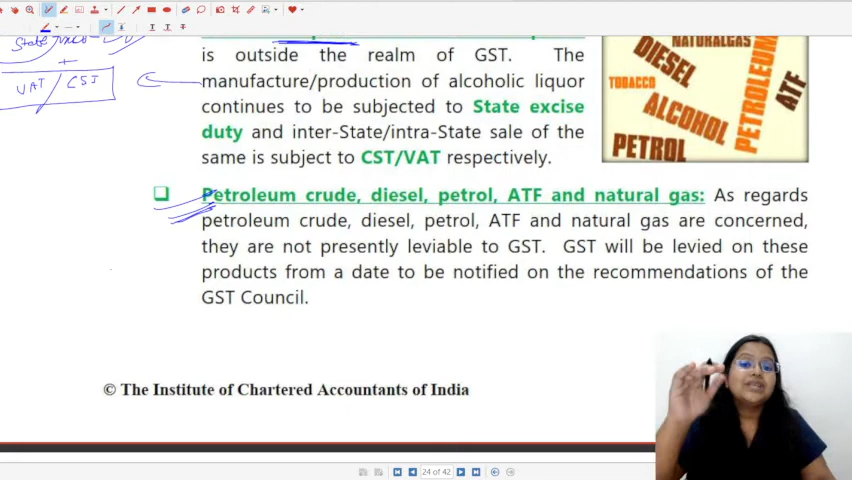 State
+
VAT / CST
is outside the realm of GST. The
manufacture/production of alcoholic liquor
continues to be subjected to State excise
duty and inter-State/intra-State sale of the
same is subject to CST/VAT respectively.
NATURALGAS
DIESEL
TOBACCO
ALCOHOL
PETROLEUM
ATF
PETROL
❑ Petroleum crude, diesel, petrol, ATF and natural gas: As regards
petroleum crude, diesel, petrol, ATF and natural gas are concerned,
they are not presently leviable to GST. GST will be levied on these
products from a date to be notified on the recommendations of the
GST Council.
© The Institute of Chartered Accountants of India
24 of 42